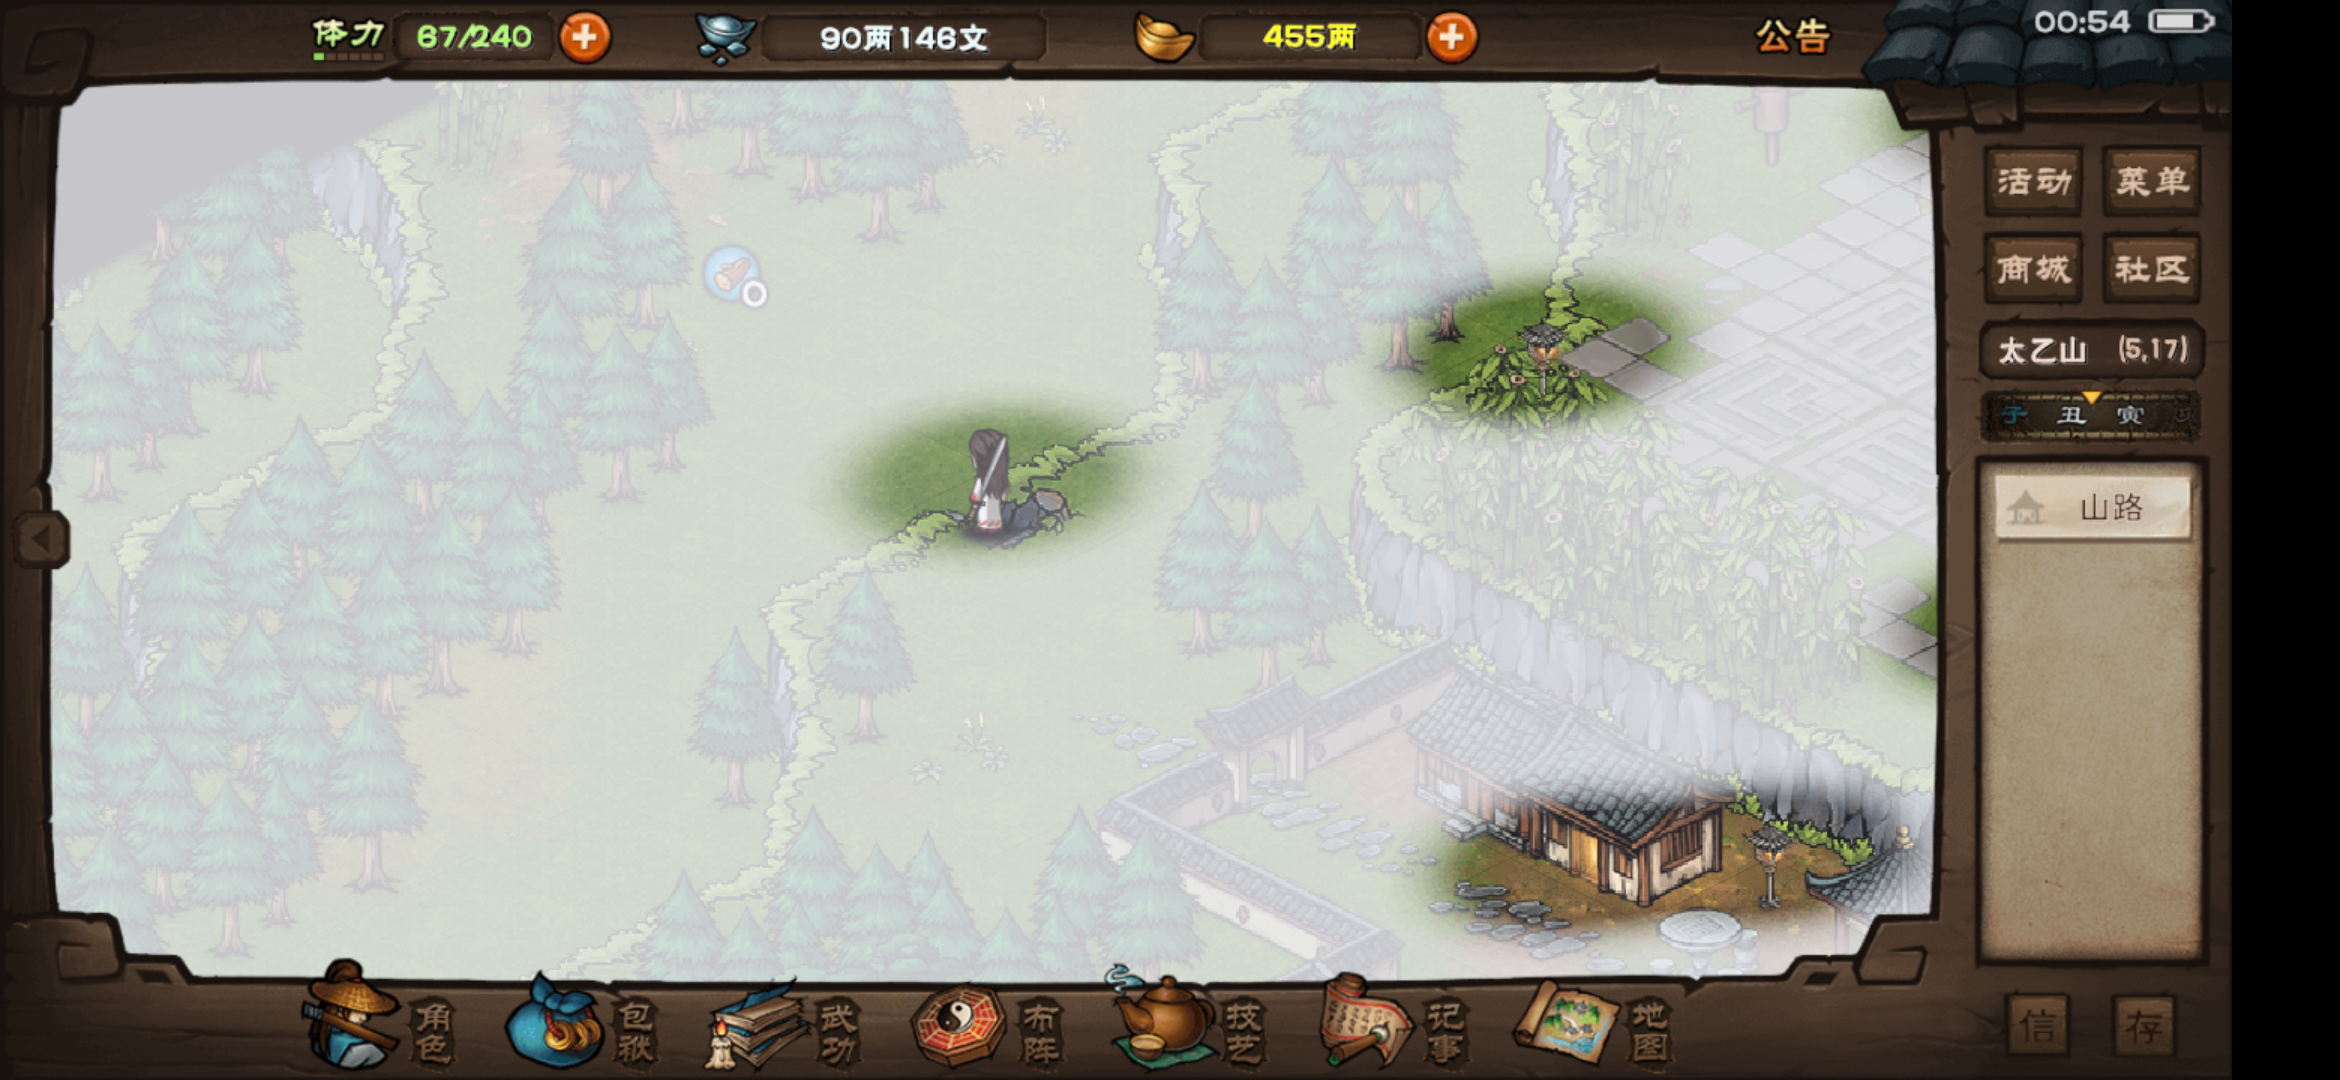 体力 67/240 90两146文 455两 公告 00:54
活动 菜单
商城 社区
太乙山 (5,17)
子 丑 寅
山路
角色 包袱 武功 布阵 技艺 记事 地图
信 存